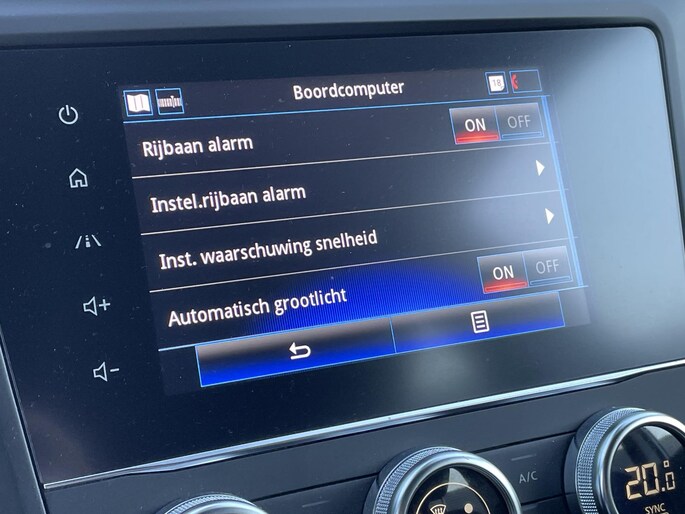 Boordcomputer
Rijbaan alarm ON OFF
Instel.rijbaan alarm
Inst. waarschuwing snelheid
Automatisch grootlicht ON OFF
A/C
20.0
SYNC